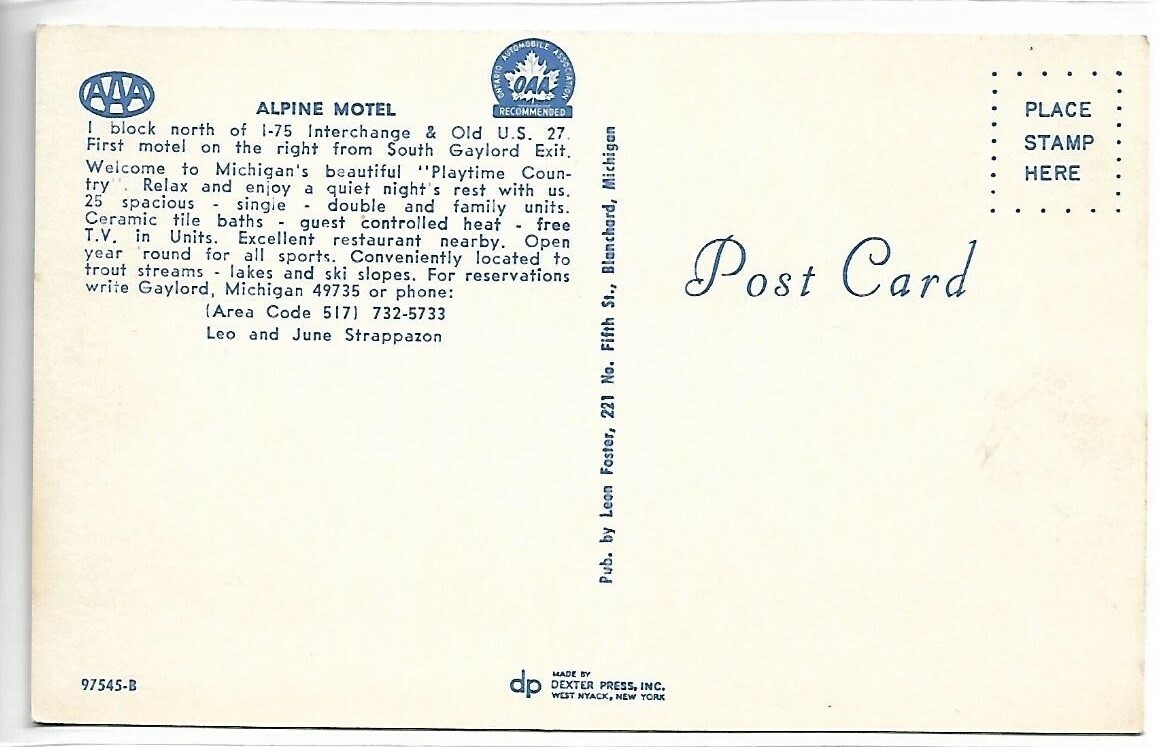 AAA
ONTARIO AUTOMOBILE ASSOCIATION
OAA
RECOMMENDED
ALPINE MOTEL
1 block north of I-75 Interchange & Old U.S. 27.
First motel on the right from South Gaylord Exit.
Welcome to Michigan's beautiful "Playtime Coun-
try". Relax and enjoy a quiet night's rest with us.
25 spacious - single - double and family units.
Ceramic tile baths - guest controlled heat - free
T.V. in Units. Excellent restaurant nearby. Open
year 'round for all sports. Conveniently located to
trout streams - lakes and ski slopes. For reservations
write Gaylord, Michigan 49735 or phone:
(Area Code 517) 732-5733
Leo and June Strappazon
Pub. by Leon Foster, 221 No. Fifth St., Blanchard, Michigan
PLACE
STAMP
HERE
Post Card
97545-B
dp
MADE BY
DEXTER PRESS, INC.
WEST NYACK, NEW YORK